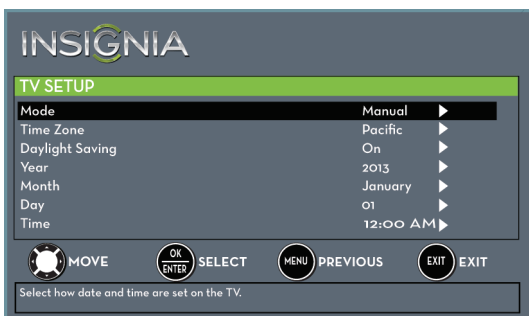 INSIGNIA
TV SETUP
Mode Manual
Time Zone Pacific
Daylight Saving On
Year 2013
Month January
Day 01
Time 12:00 AM
MOVE OK ENTER SELECT MENU PREVIOUS EXIT EXIT
Select how date and time are set on the TV.